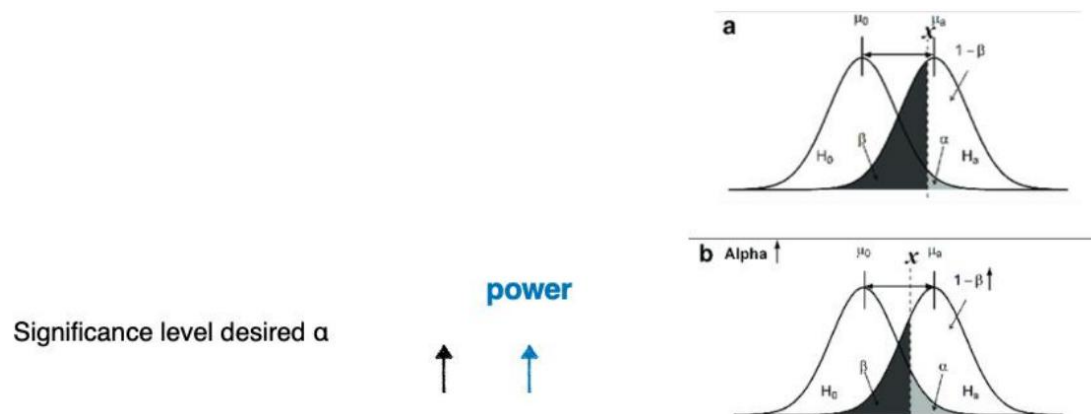 a
μ₀ x μₐ
1 − β
β α
H₀ Hₐ
b Alpha ↑
μ₀ x μₐ
1 − β ↑
power
Significance level desired α
β α
H₀ Hₐ